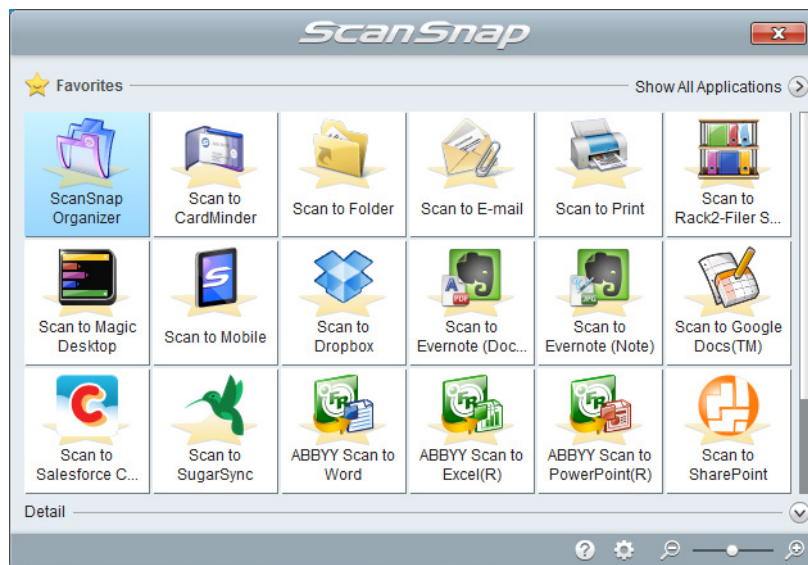 ScanSnap
Favorites
Show All Applications
ScanSnap
Organizer
Scan to
CardMinder
Scan to Folder
Scan to E-mail
Scan to Print
Scan to
Rack2-Filer S...
Scan to Magic
Desktop
Scan to Mobile
Scan to
Dropbox
Scan to
Evernote (Doc...
Scan to
Evernote (Note)
Scan to Google
Docs(TM)
Scan to
Salesforce C...
Scan to
SugarSync
ABBYY Scan to
Word
ABBYY Scan to
Excel(R)
ABBYY Scan to
PowerPoint(R)
Scan to
SharePoint
Detail